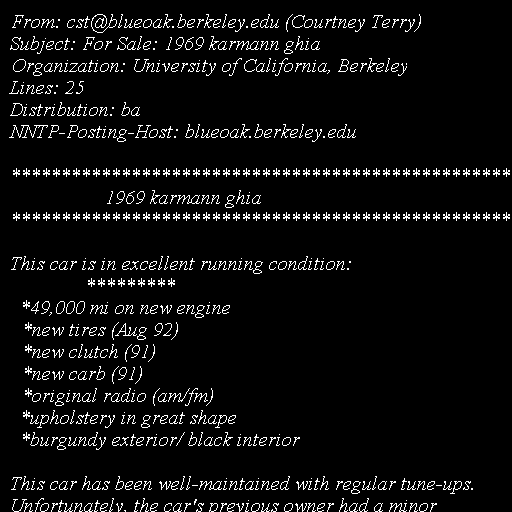 From: cst@blueoak.berkeley.edu (Courtney Terry)
Subject: For Sale: 1969 karmann ghia
Organization: University of California, Berkeley
Lines: 25
Distribution: ba
NNTP-Posting-Host: blueoak.berkeley.edu
**************************************************
1969 karmann ghia
**************************************************
This car is in excellent running condition:
*********
*49,000 mi on new engine
*new tires (Aug 92)
*new clutch (91)
*new carb (91)
*original radio (am/fm)
*upholstery in great shape
*burgundy exterior/ black interior
This car has been well-maintained with regular tune-ups.
Unfortunately, the car's previous owner had a minor